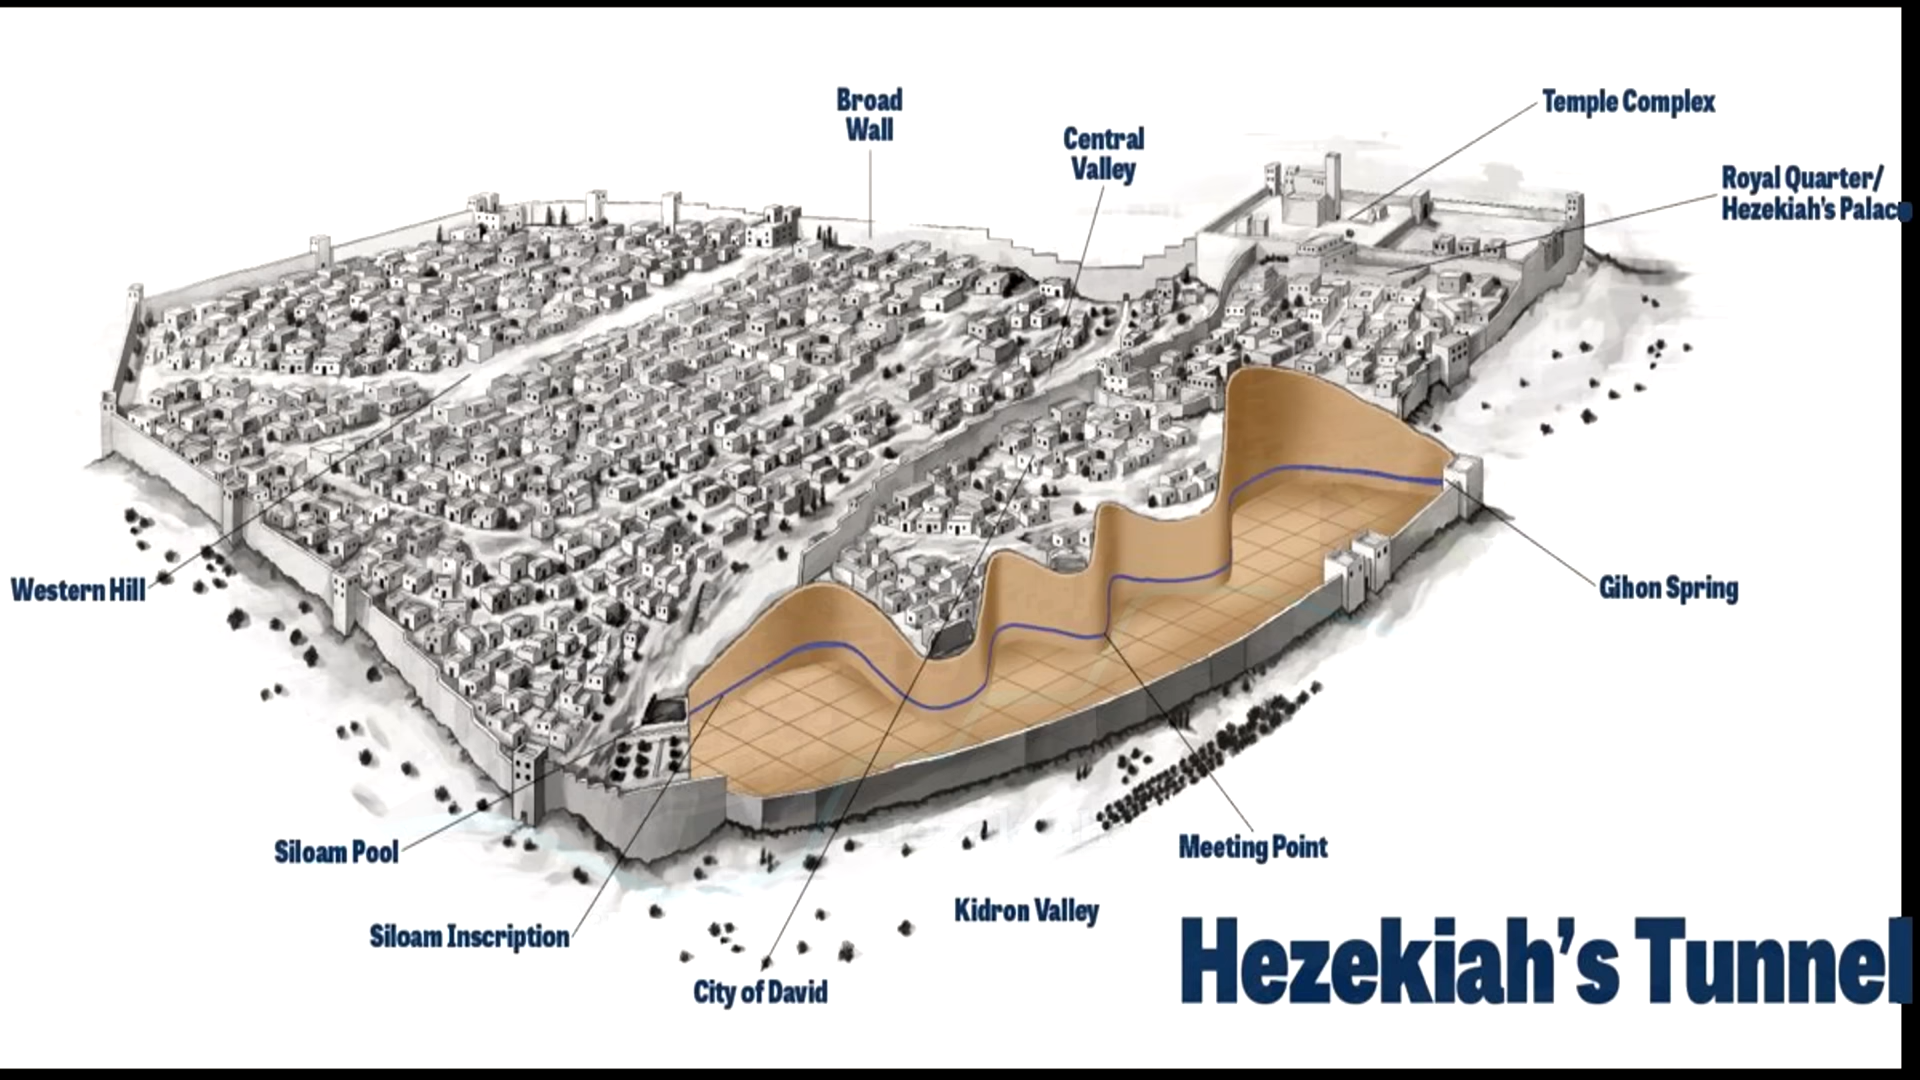 Broad
Wall
Central
Valley
Temple Complex
Royal Quarter/
Hezekiah's Palace
Western Hill
Gihon Spring
Siloam Pool
Meeting Point
Siloam Inscription
Kidron Valley
City of David
Hezekiah's Tunnel